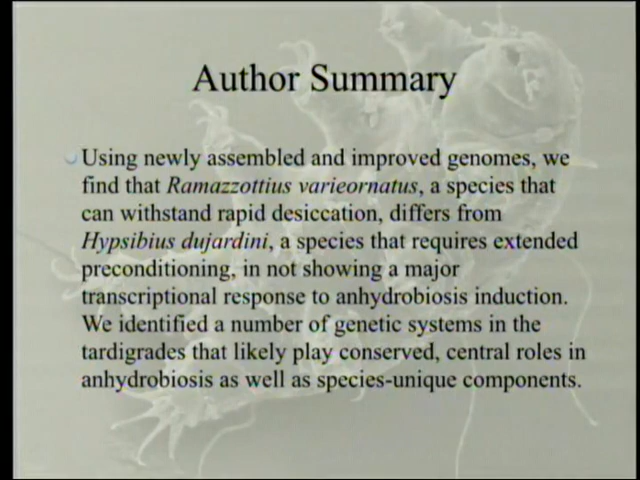 Author Summary
Using newly assembled and improved genomes, we
find that Ramazzottius varieornatus, a species that
can withstand rapid desiccation, differs from
Hypsibius dujardini, a species that requires extended
preconditioning, in not showing a major
transcriptional response to anhydrobiosis induction.
We identified a number of genetic systems in the
tardigrades that likely play conserved, central roles in
anhydrobiosis as well as species-unique components.